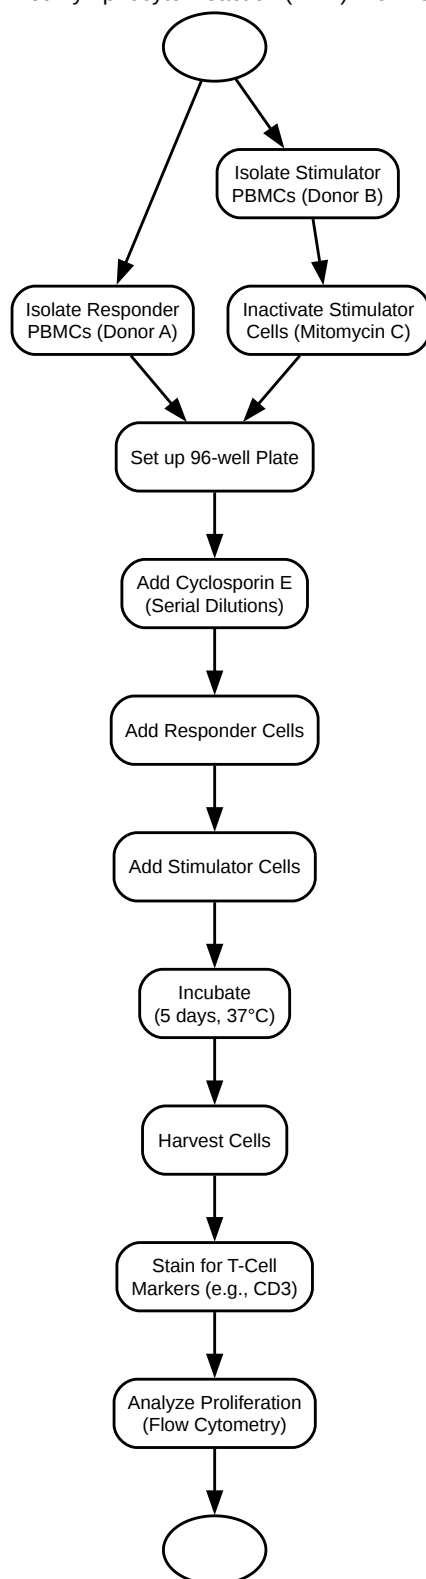 Isolate Stimulator
PBMCs (Donor B)
Isolate Responder
PBMCs (Donor A)
Inactivate Stimulator
Cells (Mitomycin C)
Set up 96-well Plate
Add Cyclosporin E
(Serial Dilutions)
Add Responder Cells
Add Stimulator Cells
Incubate
(5 days, 37°C)
Harvest Cells
Stain for T-Cell
Markers (e.g., CD3)
Analyze Proliferation
(Flow Cytometry)